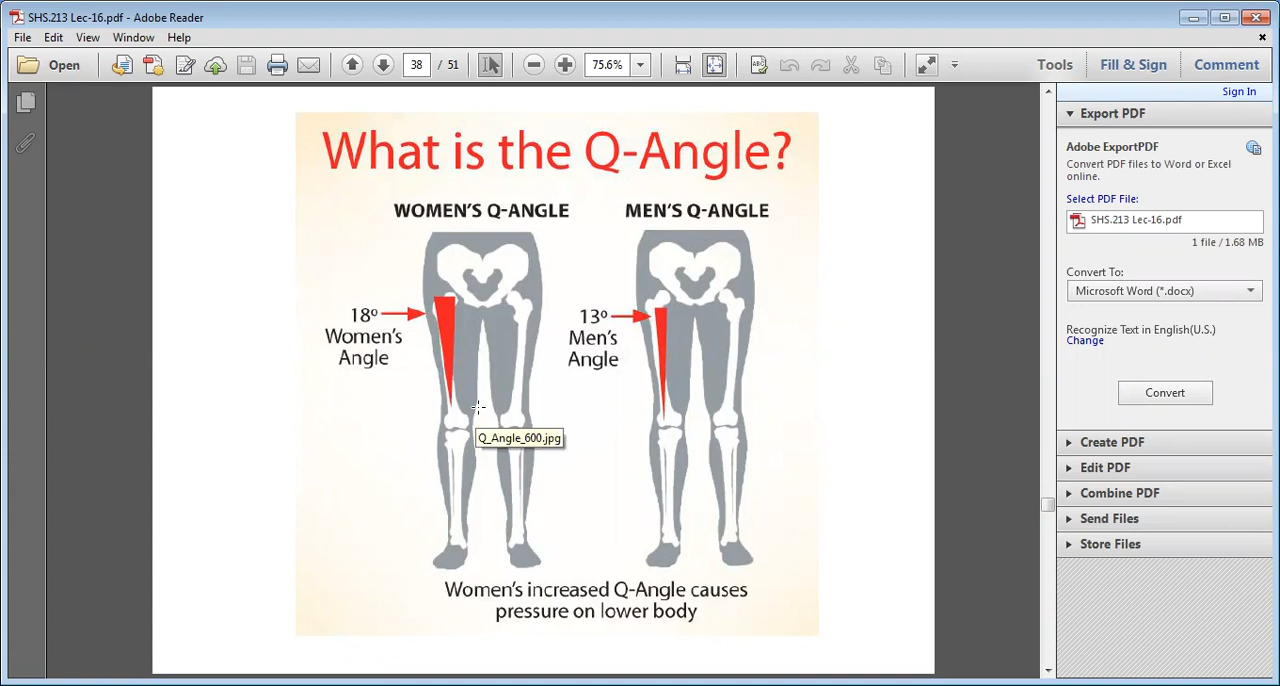 SHS.213 Lec-16.pdf - Adobe Reader
File Edit View Window Help
Open 38 / 51 75.6% Tools Fill & Sign Comment
Sign In
Export PDF
Adobe ExportPDF
Convert PDF files to Word or Excel
online.
Select PDF File:
SHS.213 Lec-16.pdf
1 file / 1.68 MB
Convert To:
Microsoft Word (*.docx)
Recognize Text in English(U.S.)
Change
Convert
Create PDF
Edit PDF
Combine PDF
Send Files
Store Files
What is the Q-Angle?
WOMEN'S Q-ANGLE
MEN'S Q-ANGLE
18º
Women's
Angle
13º
Men's
Angle
Q_Angle_600.jpg
Women's increased Q-Angle causes
pressure on lower body